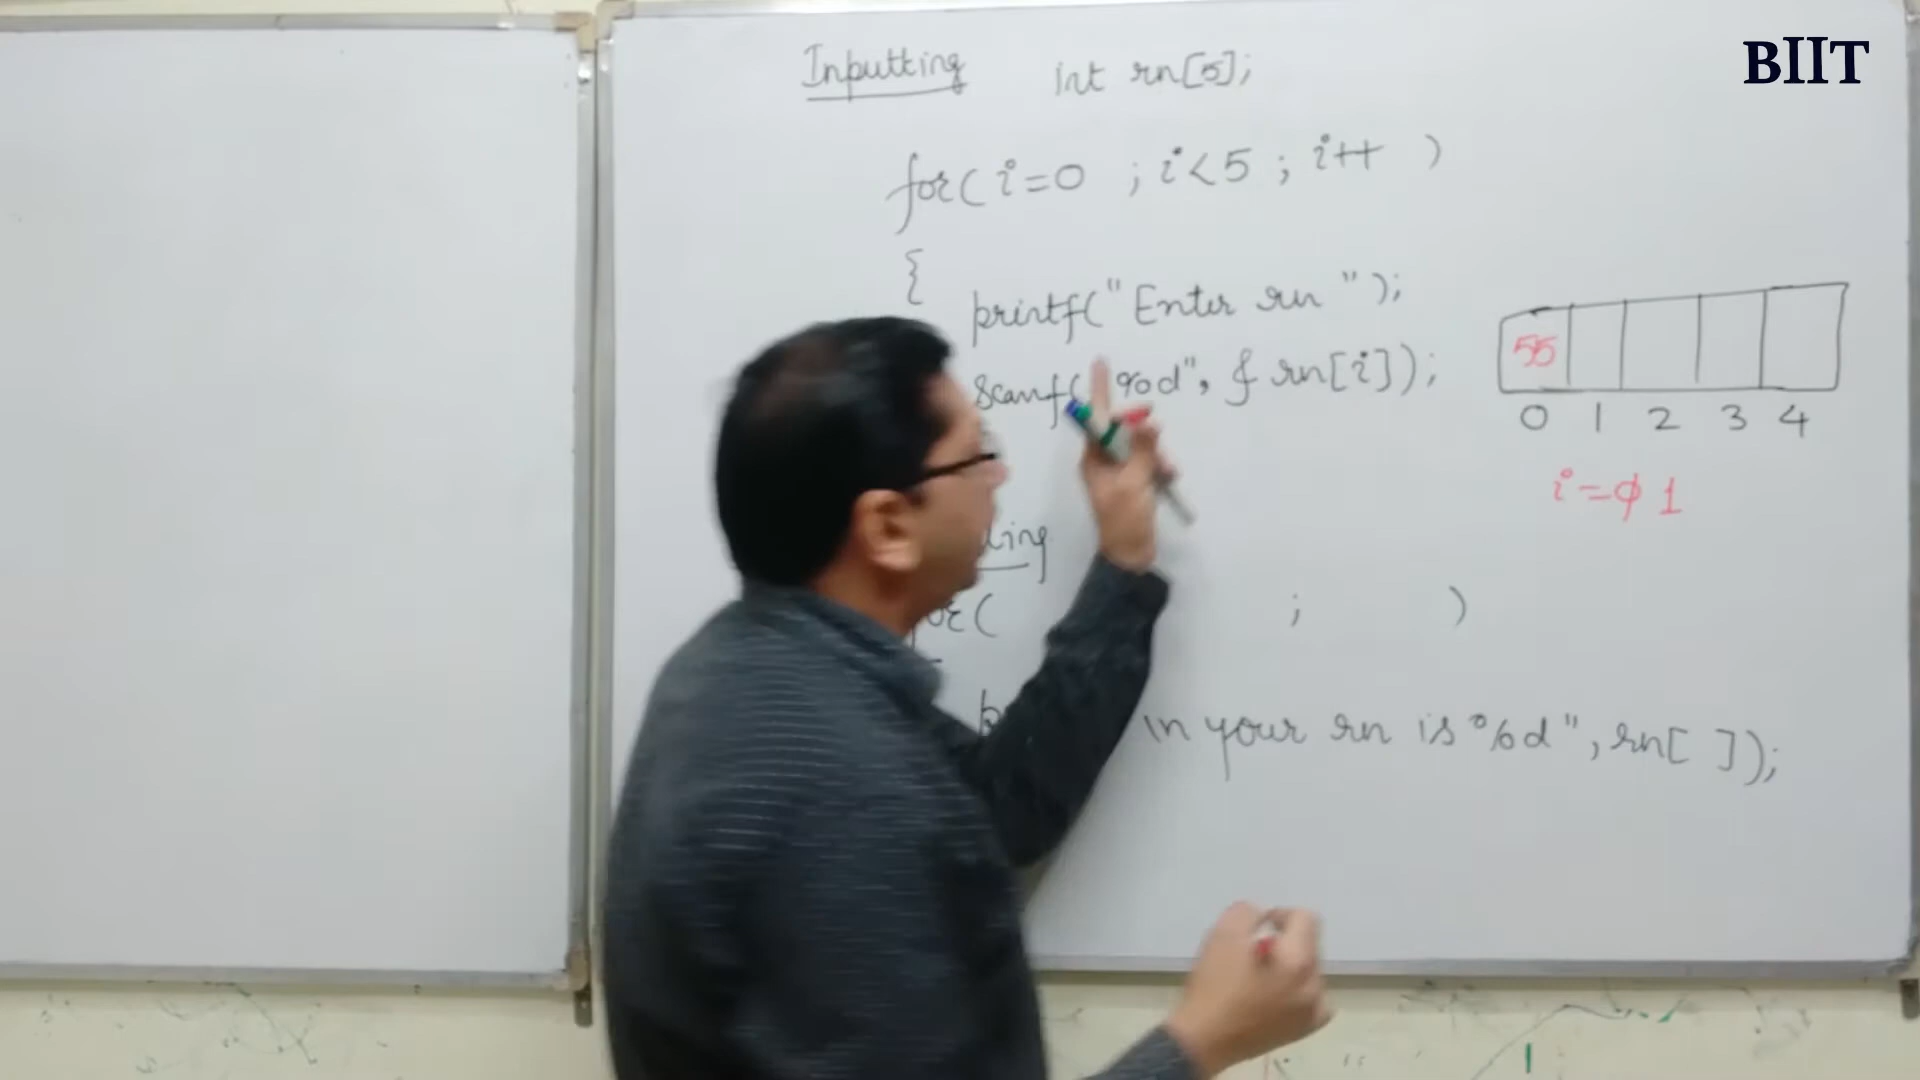 BIIT
Inputting int rn[5];
for( i=0 ; i<5 ; i++ )
{
printf("Enter rn ");
scanf( %d", & rn[i]);
55
0 1 2 3 4
i=0 1
for( ; )
\n your rn is %d", rn[ ]);